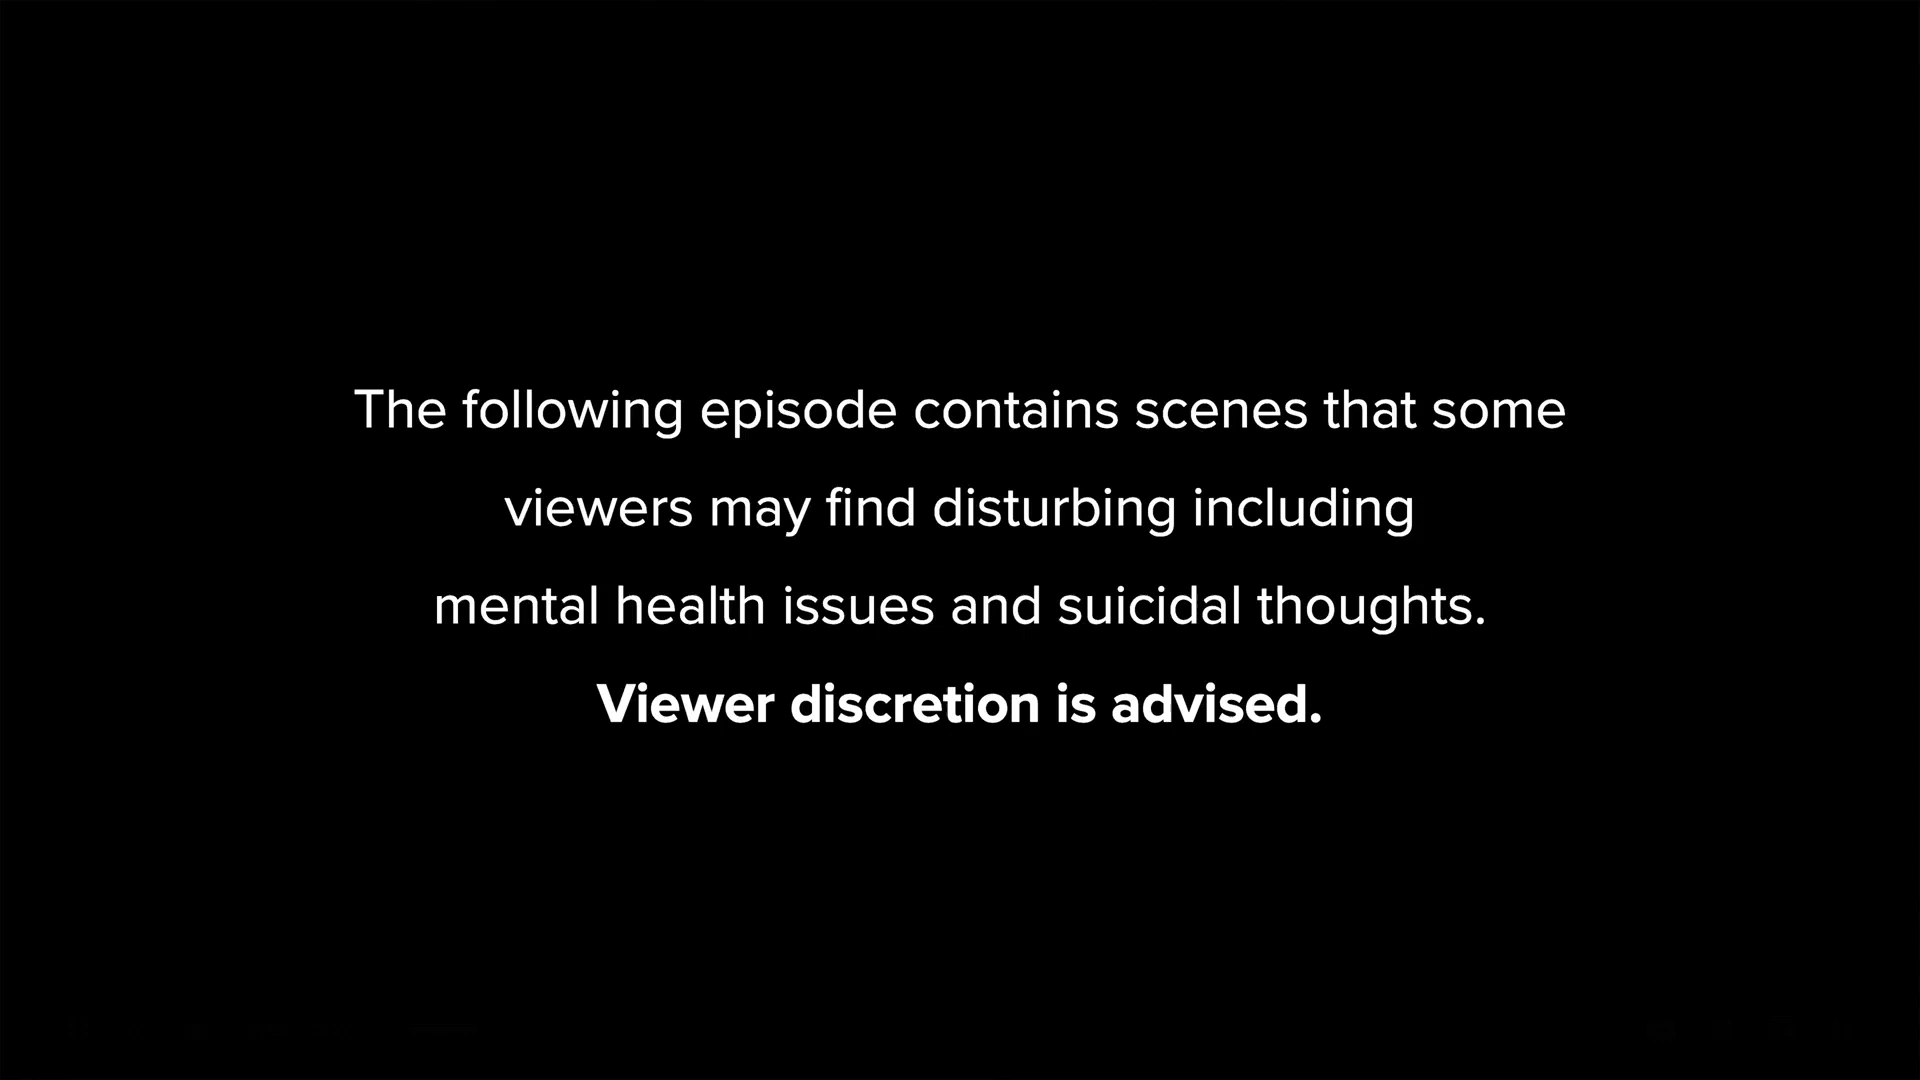 The following episode contains scenes that some
viewers may find disturbing including
mental health issues and suicidal thoughts.
Viewer discretion is advised.